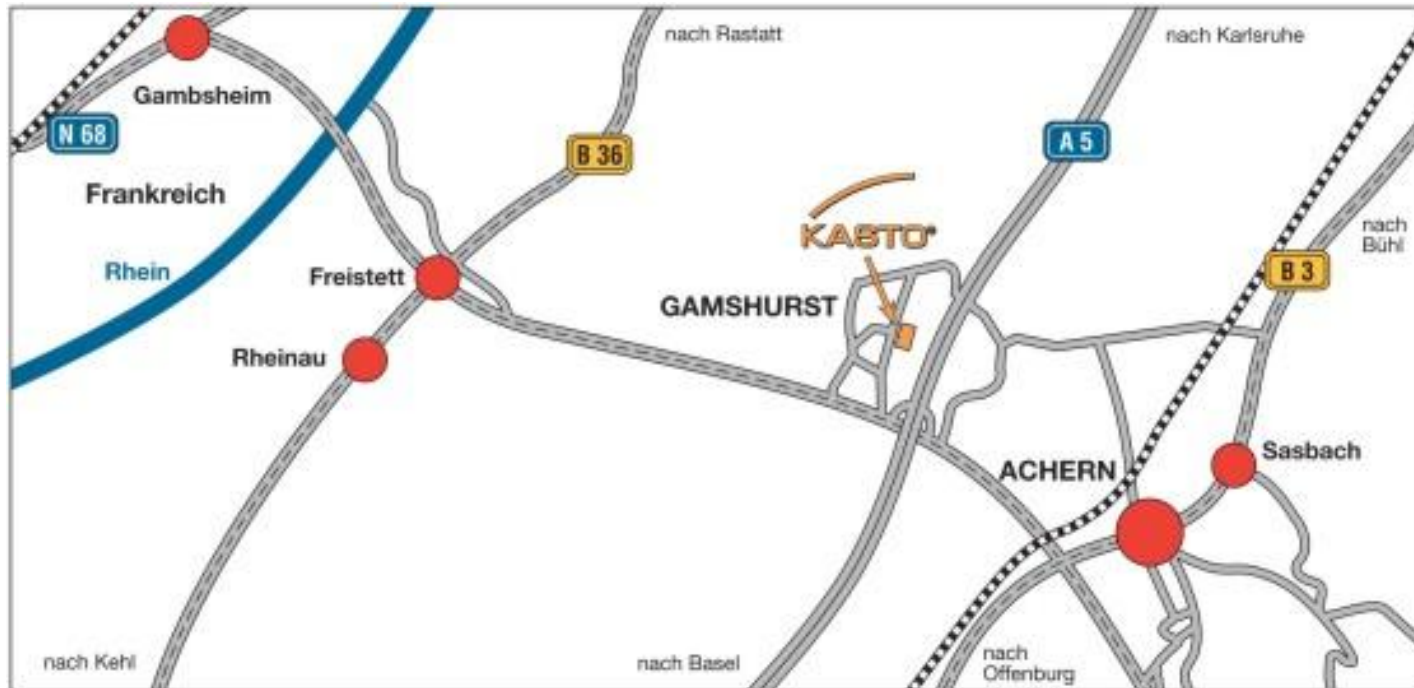 nach Rastatt
nach Karlsruhe
Gambsheim
N 68
A 5
B 36
Frankreich
KASTO®
nach
Bühl
Rhein
Freistett
B 3
GAMSHURST
Rheinau
Sasbach
ACHERN
nach Kehl
nach Basel
nach
Offenburg